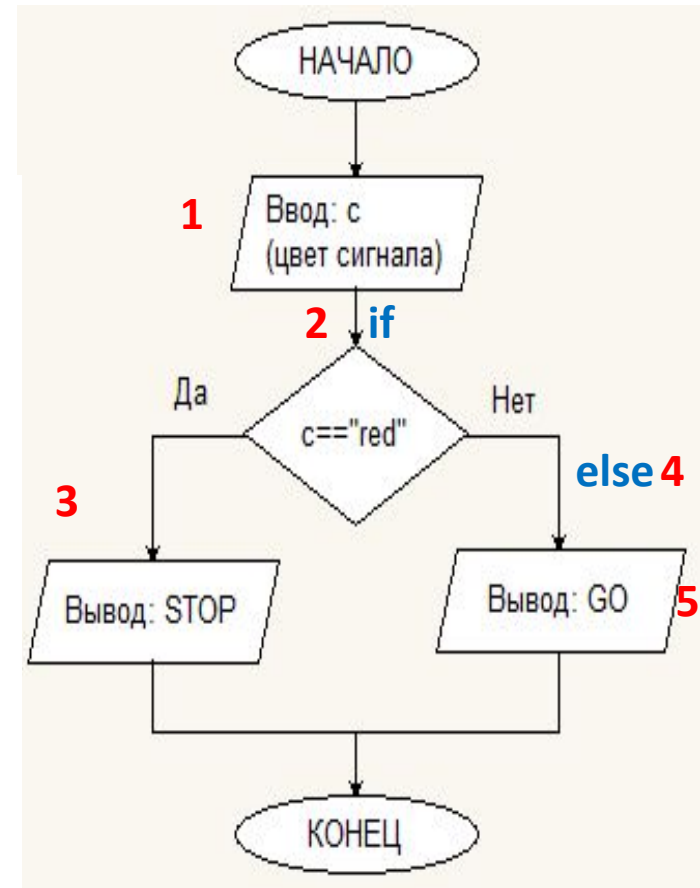 НАЧАЛО
1
Ввод: c
(цвет сигнала)
2 if
Да
Нет
c=="red"
else 4
3
Вывод: STOP
Вывод: GO 5
КОНЕЦ